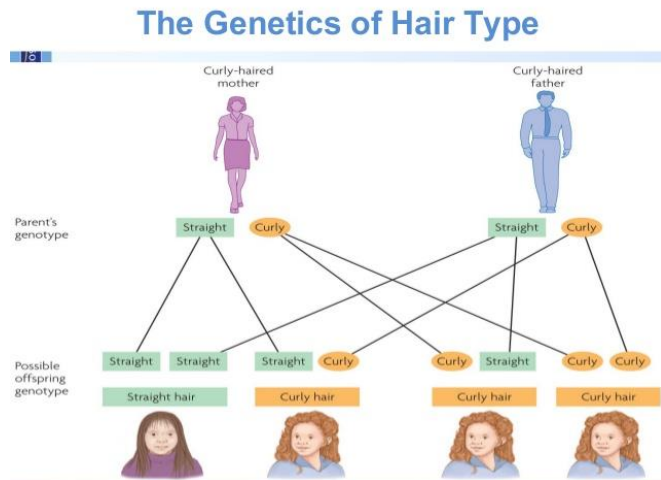 The Genetics of Hair Type
Curly-haired
mother
Curly-haired
father
Parent's
genotype
Straight
Curly
Straight
Curly
Possible
offspring
genotype
Straight
Straight
Straight
Curly
Curly
Straight
Curly
Curly
Straight hair
Curly hair
Curly hair
Curly hair